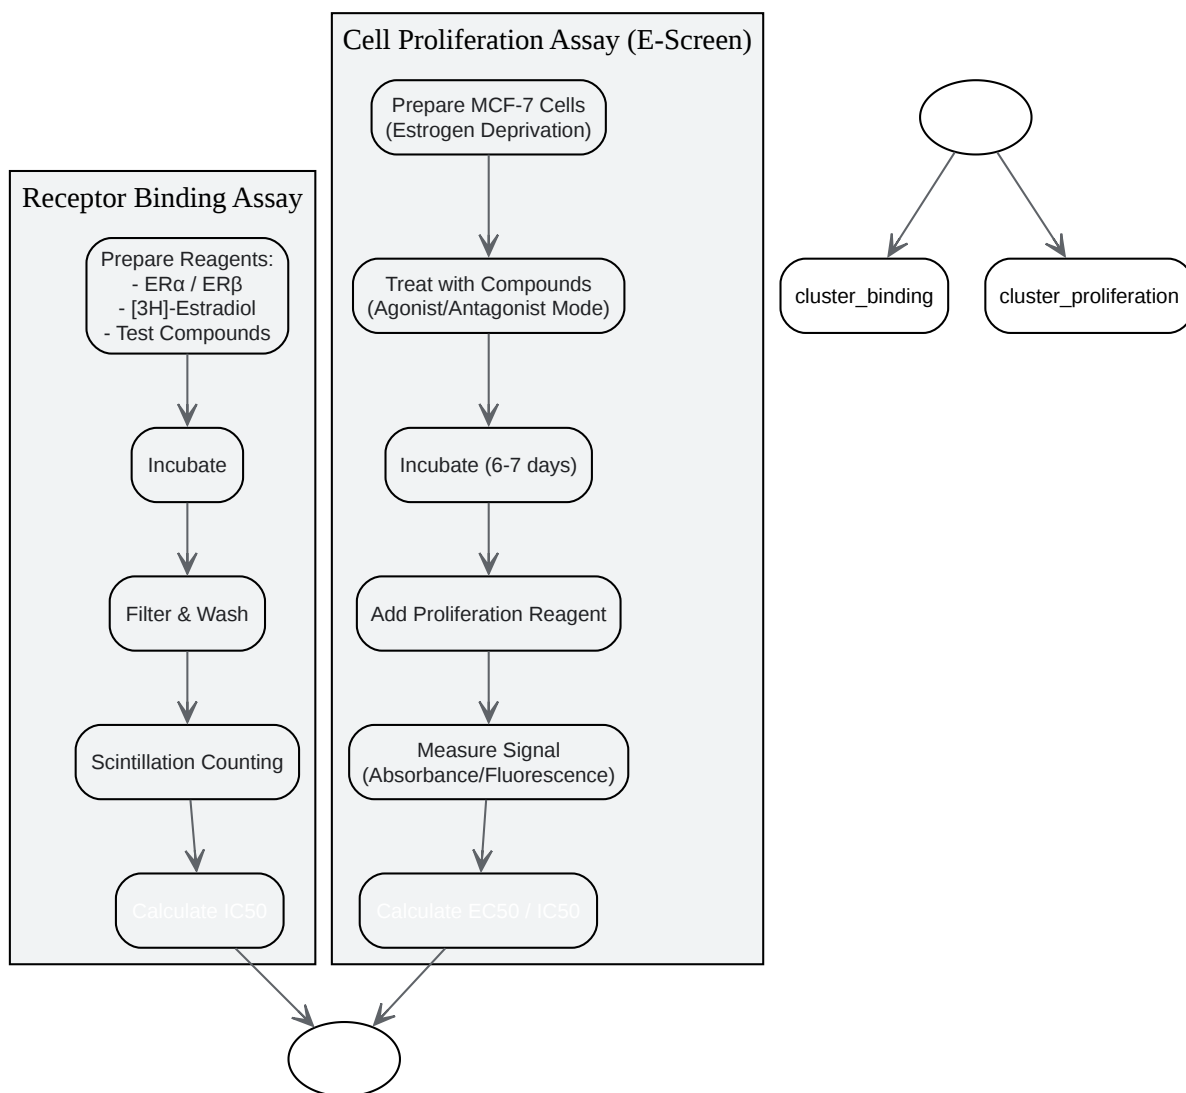 Receptor Binding Assay
Prepare Reagents:
- ERα / ERβ
- [3H]-Estradiol
- Test Compounds
Incubate
Filter & Wash
Scintillation Counting
Calculate IC50
Cell Proliferation Assay (E-Screen)
Prepare MCF-7 Cells
(Estrogen Deprivation)
Treat with Compounds
(Agonist/Antagonist Mode)
Incubate (6-7 days)
Add Proliferation Reagent
Measure Signal
(Absorbance/Fluorescence)
Calculate EC50 / IC50
cluster_binding
cluster_proliferation